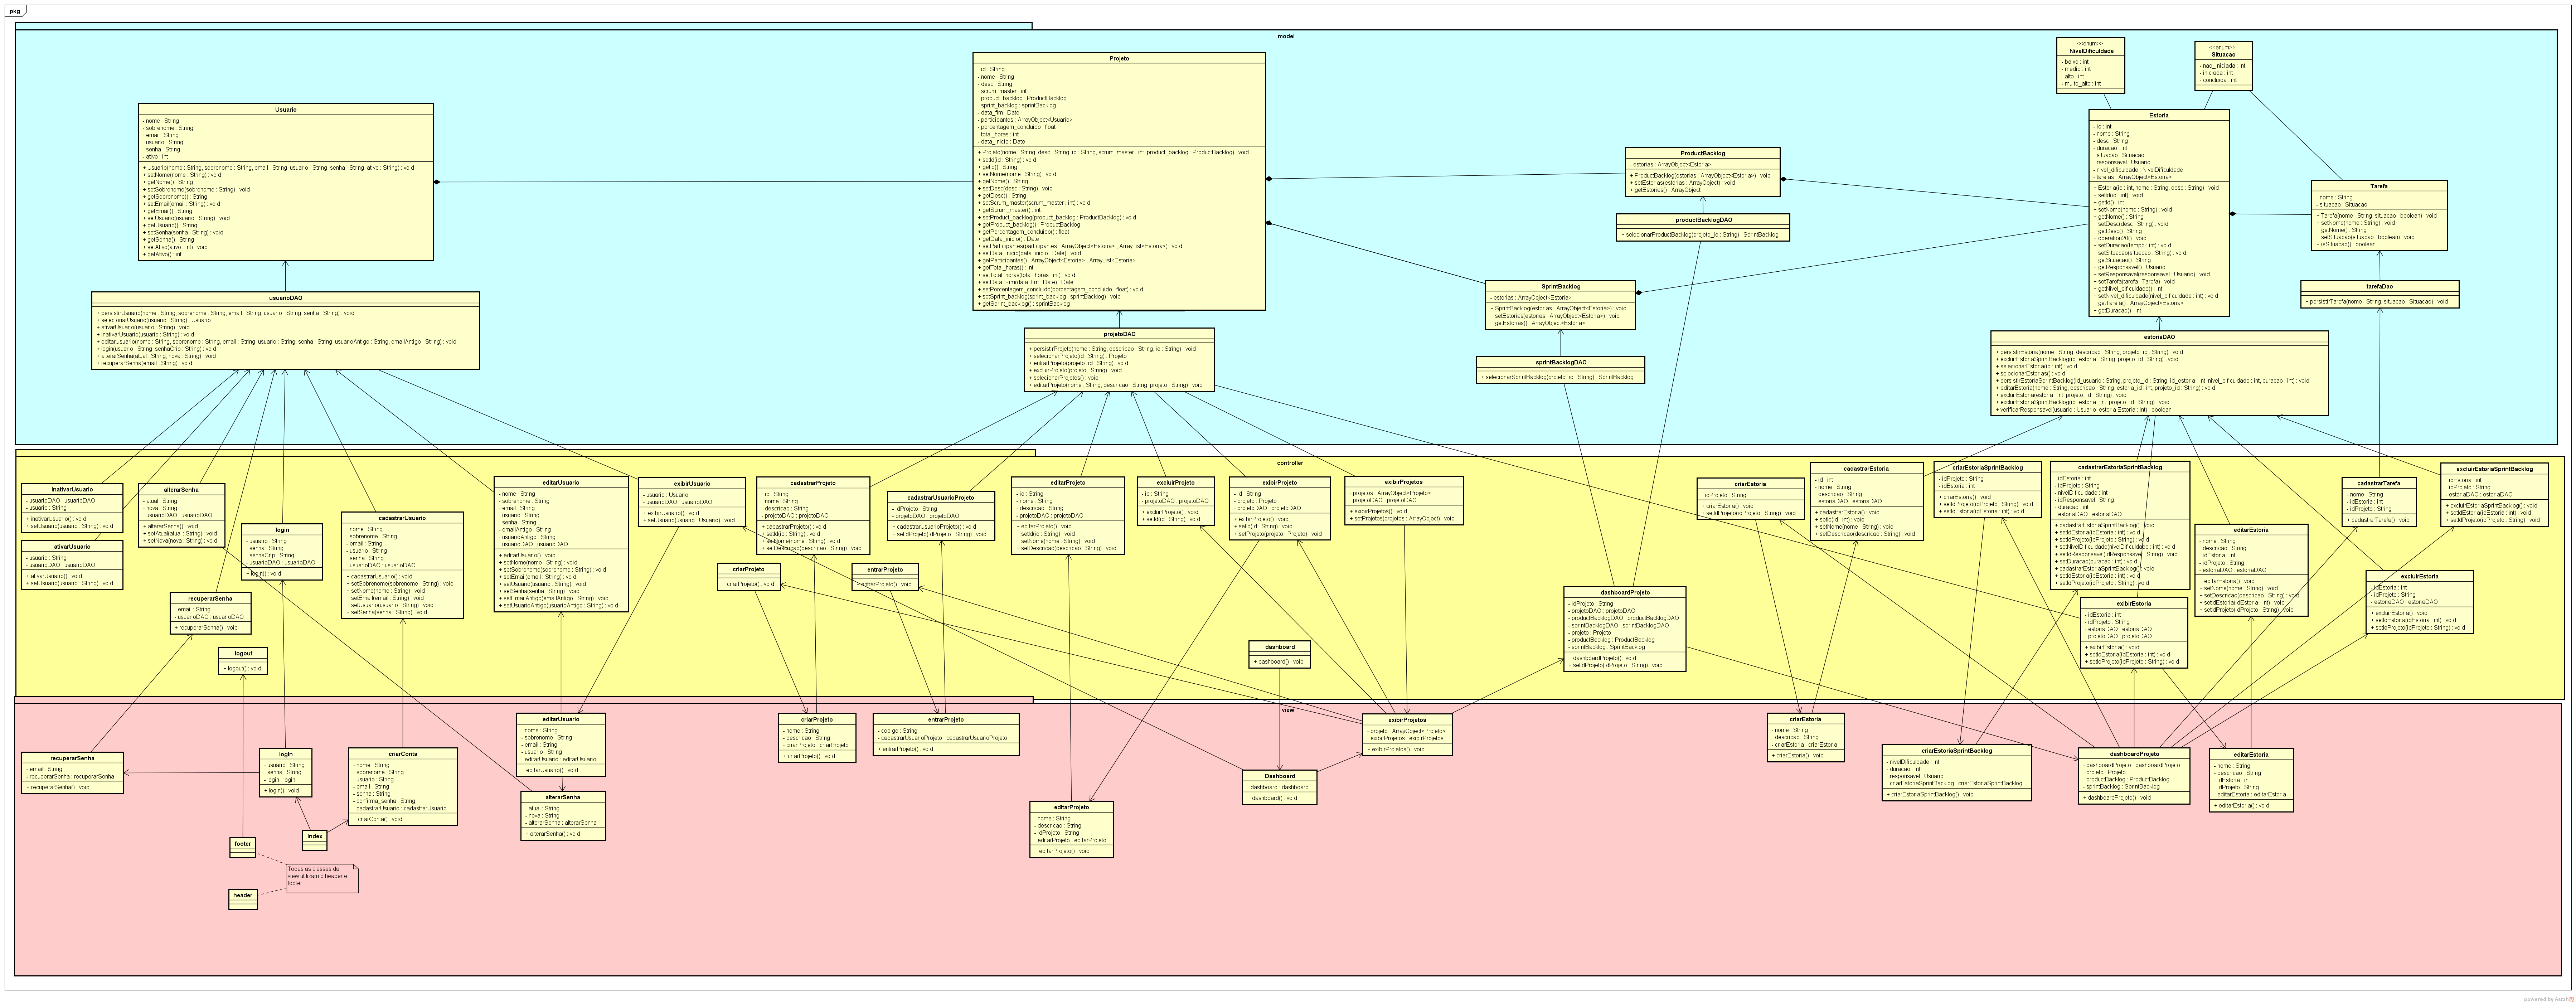 pkg
model
Usuario
- nome : String
- sobrenome : String
- email : String
- usuario : String
- senha : String
- ativo : int
+ Usuario(nome : String, sobrenome : String, email : String, usuario : String, senha : String, ativo : String) : void
+ setNome(nome : String) : void
+ getNome() : String
+ setSobrenome(sobrenome : String) : void
+ getSobrenome() : String
+ setEmail(email : String) : void
+ getEmail() : String
+ setUsuario(usuario : String) : void
+ getUsuario() : String
+ setSenha(senha : String) : void
+ getSenha() : String
+ setAtivo(ativo : int) : void
+ getAtivo() : int
usuarioDAO
+ persistirUsuario(nome : String, sobrenome : String, email : String, usuario : String, senha : String) : void
+ selecionarUsuario(usuario : String) : Usuario
+ ativarUsuario(usuario : String) : void
+ inativarUsuario(usuario : String) : void
+ editarUsuario(nome : String, sobrenome : String, email : String, usuario : String, senha : String, usuarioAntigo : String, emailAntigo : String) : void
+ login(usuario : String, senhaCrip : String) : void
+ alterarSenha(atual : String, nova : String) : void
+ recuperarSenha(email : String) : void
Projeto
- id : String
- nome : String
- desc : String
- scrum_master : int
- product_backlog : ProductBacklog
- sprint_backlog : sprintBacklog
- data_fim : Date
- participantes : ArrayObject<Usuario>
- porcentagem_concluido : float
- total_horas : int
- data_inicio : Date
+ Projeto(nome : String, desc : String, id : String, scrum_master : int, product_backlog : ProductBacklog) : void
+ setId(id : String) : void
+ getId() : String
+ setNome(nome : String) : void
+ getNome() : String
+ setDesc(desc : String) : void
+ getDesc() : String
+ setScrum_master(scrum_master : int) : void
+ getScrum_master() : int
+ setProduct_backlog(product_backlog : ProductBacklog) : void
+ getProduct_backlog() : ProductBacklog
+ getPorcentagem_concluido() : float
+ getData_inicio() : Date
+ setParticipantes(participantes : ArrayObject<Estoria> , ArrayList<Estoria>) : void
+ setData_inicio(data_inicio : Date) : void
+ getParticipantes() : ArrayObject<Estoria> , ArrayList<Estoria>
+ getTotal_horas() : int
+ setTotal_horas(total_horas : int) : void
+ setData_Fim(data_fim : Date) : Date
+ setPorcentagem_concluido(porcentagem_concluido : float) : void
+ setSprint_backlog(sprint_backlog : sprintBacklog) : void
+ getSprint_backlog() : sprintBacklog
projetoDAO
+ persistirProjeto(nome : String, descricao : String, id : String) : void
+ selecionarProjeto(id : String) : Projeto
+ entrarProjeto(projeto_id : String) : void
+ excluirProjeto(projeto : String) : void
+ selecionarProjetos() : void
+ editarProjeto(nome : String, descricao : String, projeto : String) : void
ProductBacklog
- estorias : ArrayObject<Estoria>
+ ProductBacklog(estorias : ArrayObject<Estoria>) : void
+ setEstorias(estorias : ArrayObject) : void
+ getEstorias() : ArrayObject
productBacklogDAO
+ selecionarProductBacklog(projeto_id : String) : SprintBacklog
SprintBacklog
- estorias : ArrayObject<Estoria>
+ SprintBacklog(estorias : ArrayObject<Estoria>) : void
+ setEstorias(estorias : ArrayObject<Estoria>) : void
+ getEstorias() : ArrayObject<Estoria>
sprintBacklogDAO
+ selecionarSprintBacklog(projeto_id : String) : SprintBacklog
<<enum>>
NivelDificuldade
- baixo : int
- medio : int
- alto : int
- muito_alto : int
<<enum>>
Situacao
- nao_iniciada : int
- iniciada : int
- concluida : int
Estoria
- id : int
- nome : String
- desc : String
- duracao : int
- situacao : Situacao
- responsavel : Usuario
- nivel_dificuldade : NivelDificuldade
- tarefas : ArrayObject<Estoria>
+ Estoria(id : int, nome : String, desc : String) : void
+ setId(id : int) : void
+ getId() : int
+ setNome(nome : String) : void
+ getNome() : String
+ setDesc(desc : String) : void
+ getDesc() : String
+ operation20() : void
+ setDuracao(tempo : int) : void
+ setSituacao(situacao : String) : void
+ getSituacao() : String
+ getResponsavel() : Usuario
+ setResponsavel(responsavel : Usuario) : void
+ setTarefa(tarefa : Tarefa) : void
+ getNivel_dificuldade() : int
+ setNivel_dificuldade(nivel_dificuldade : int) : void
+ getTarefa() : ArrayObject<Estoria>
+ getDuracao() : int
Tarefa
- nome : String
- situacao : Situacao
+ Tarefa(nome : String, situacao : boolean) : void
+ setNome(nome : String) : void
+ getNome() : String
+ setSituacao(situacao : boolean) : void
+ isSituacao() : boolean
tarefaDao
+ persistirTarefa(nome : String, situacao : Situacao) : void
estoriaDAO
+ persistirEstoria(nome : String, descricao : String, projeto_id : String) : void
+ excluirEstoriaSprintBacklog(id_estoria : String, projeto_id : String) : void
+ selecionarEstoria(id : int) : void
+ selecionarEstorias() : void
+ persistirEstoriaSprintBacklog(id_usuario : String, projeto_id : String, id_estoria : int, nivel_dificuldade : int, duracao : int) : void
+ editarEstoria(nome : String, descricao : String, estoria_id : int, projeto_id : String) : void
+ excluirEstoria(estoria : int, projeto_id : String) : void
+ excluirEstoriaSprintBacklog(id_estoria : int, projeto_id : String) : void
+ verificarResponsavel(usuario : Usuario, estoria Estoria : int) : boolean
controller
inativarUsuario
- usuarioDAO : usuarioDAO
- usuario : String
+ inativarUsuario() : void
+ setUsuario(usuario : String) : void
ativarUsuario
- usuario : String
- usuarioDAO : usuarioDAO
+ ativarUsuario() : void
+ setUsuario(usuario : String) : void
alterarSenha
- atual : String
- nova : String
- usuarioDAO : usuarioDAO
+ alterarSenha() : void
+ setAtual(atual : String) : void
+ setNova(nova : String) : void
login
- usuario : String
- senha : String
- senhaCrip : String
- usuarioDAO : usuarioDAO
+ login() : void
recuperarSenha
- email : String
- usuarioDAO : usuarioDAO
+ recuperarSenha() : void
logout
+ logout() : void
cadastrarUsuario
- nome : String
- sobrenome : String
- email : String
- usuario : String
- senha : String
- usuarioDAO : usuarioDAO
+ cadastrarUsuario() : void
+ setSobrenome(sobrenome : String) : void
+ setNome(nome : String) : void
+ setEmail(email : String) : void
+ setUsuario(usuario : String) : void
+ setSenha(senha : String) : void
editarUsuario
- nome : String
- sobrenome : String
- email : String
- usuario : String
- senha : String
- emailAntigo : String
- usuarioAntigo : String
- usuarioDAO : usuarioDAO
+ editarUsuario() : void
+ setNome(nome : String) : void
+ setSobrenome(sobrenome : String) : void
+ setEmail(email : String) : void
+ setUsuario(usuario : String) : void
+ setSenha(senha : String) : void
+ setEmailAntigo(emailAntigo : String) : void
+ setUsuarioAntigo(usuarioAntigo : String) : void
exibirUsuario
- usuario : Usuario
- usuarioDAO : usuarioDAO
+ exibirUsuario() : void
+ setUsuario(usuario : Usuario) : void
cadastrarProjeto
- id : String
- nome : String
- descricao : String
- projetoDAO : projetoDAO
+ cadastrarProjeto() : void
+ setId(id : String) : void
+ setNome(nome : String) : void
+ setDescricao(descricao : String) : void
criarProjeto
+ criarProjeto() : void
cadastrarUsuarioProjeto
- idProjeto : String
- projetoDAO : projetoDAO
+ cadastrarUsuarioProjeto() : void
+ setIdProjeto(idProjeto : String) : void
entrarProjeto
+ entrarProjeto() : void
editarProjeto
- id : String
- nome : String
- descricao : String
- projetoDAO : projetoDAO
+ editarProjeto() : void
+ setId(id : String) : void
+ setNome(nome : String) : void
+ setDescricao(descricao : String) : void
excluirProjeto
- id : String
- projetoDAO : projetoDAO
+ excluirProjeto() : void
+ setId(id : String) : void
exibirProjeto
- id : String
- projeto : Projeto
- projetoDAO : projetoDAO
+ exibirProjeto() : void
+ setId(id : String) : void
+ setProjeto(projeto : Projeto) : void
exibirProjetos
- projetos : ArrayObject<Projeto>
- projetoDAO : projetoDAO
+ exibirProjetos() : void
+ setProjetos(projetos : ArrayObject) : void
dashboard
+ dashboard() : void
dashboardProjeto
- idProjeto : String
- projetoDAO : projetoDAO
- productBacklogDAO : productBacklogDAO
- sprintBacklogDAO : sprintBacklogDAO
- projeto : Projeto
- productBacklog : ProductBacklog
- sprintBacklog : SprintBacklog
+ dashboardProjeto() : void
+ setIdProjeto(idProjeto : String) : void
criarEstoria
- idProjeto : String
+ criarEstoria() : void
+ setIdProjeto(idProjeto : String) : void
cadastrarEstoria
- id : int
- nome : String
- descricao : String
- estoriaDAO : estoriaDAO
+ cadastrarEstoria() : void
+ setId(id : int) : void
+ setNome(nome : String) : void
+ setDescricao(descricao : String) : void
criarEstoriaSprintBacklog
- idProjeto : String
- idEstoria : int
+ criarEstoria() : void
+ setIdProjeto(idProjeto : String) : void
+ setIdEstoria(idEstoria : int) : void
cadastrarEstoriaSprintBacklog
- idEstoria : int
- idProjeto : String
- nivelDificuldade : int
- idResponsavel : String
- duracao : int
- estoriaDAO : estoriaDAO
+ cadastrarEstoriaSprintBacklog() : void
+ setIdEstoria(idEstoria : int) : void
+ setIdProjeto(idProjeto : String) : void
+ setNivelDificuldade(nivelDificuldade : int) : void
+ setIdResponsavel(idResponsavel : String) : void
+ setDuracao(duracao : int) : void
+ cadastrarEstoriaSprintBacklog() : void
+ setIdEstoria(idEstoria : int) : void
+ setIdProjeto(idProjeto : String) : void
exibirEstoria
- idEstoria : int
- idProjeto : String
- estoriaDAO : estoriaDAO
- projetoDAO : projetoDAO
+ exibirEstoria() : void
+ setIdEstoria(idEstoria : int) : void
+ setIdProjeto(idProjeto : String) : void
editarEstoria
- nome : String
- descricao : String
- idEstoria : int
- idProjeto : String
- estoriaDAO : estoriaDAO
+ editarEstoria() : void
+ setNome(nome : String) : void
+ setDescricao(descricao : String) : void
+ setIdEstoria(idEstoria : int) : void
+ setIdProjeto(idProjeto : String) : void
cadastrarTarefa
- nome : String
- idEstoria : int
- idProjeto : String
+ cadastrarTarefa() : void
excluirEstoriaSprintBacklog
- idEstoria : int
- idProjeto : String
- estoriaDAO : estoriaDAO
+ excluirEstoriaSprintBacklog() : void
+ setIdEstoria(idEstoria : int) : void
+ setIdProjeto(idProjeto : String) : void
excluirEstoria
- idEstoria : int
- idProjeto : String
- estoriaDAO : estoriaDAO
+ excluirEstoria() : void
+ setIdEstoria(idEstoria : int) : void
+ setIdProjeto(idProjeto : String) : void
view
recuperarSenha
- email : String
- recuperarSenha : recuperarSenha
+ recuperarSenha() : void
login
- usuario : String
- senha : String
- login : login
+ login() : void
criarConta
- nome : String
- sobrenome : String
- usuario : String
- email : String
- senha : String
- confirma_senha : String
- cadastrarUsuario : cadastrarUsuario
+ criarConta() : void
index
footer
header
Todas as classes da
view utilizam o header e
footer
editarUsuario
- nome : String
- sobrenome : String
- email : String
- usuario : String
- editarUsuario : editarUsuario
+ editarUsuario() : void
alterarSenha
- atual : String
- nova : String
- alterarSenha : alterarSenha
+ alterarSenha() : void
criarProjeto
- nome : String
- descricao : String
- criarProjeto : criarProjeto
+ criarProjeto() : void
entrarProjeto
- codigo : String
- cadastrarUsuarioProjeto : cadastrarUsuarioProjeto
+ entrarProjeto() : void
editarProjeto
- nome : String
- descricao : String
- idProjeto : String
- editarProjeto : editarProjeto
+ editarProjeto() : void
Dashboard
- dashboard : dashboard
+ dashboard() : void
exibirProjetos
- projeto : ArrayObject<Projeto>
- exibirProjetos : exibirProjetos
+ exibirProjetos() : void
criarEstoria
- nome : String
- descricao : String
- criarEstoria : criarEstoria
+ criarEstoria() : void
criarEstoriaSprintBacklog
- nivelDificuldade : int
- duracao : int
- responsavel : Usuario
- criarEstoriaSprintBacklog : criarEstoriaSprintBacklog
+ criarEstoriaSprintBacklog() : void
dashboardProjeto
- dashboardProjeto : dashboardProjeto
- projeto : Projeto
- productBacklog : ProductBacklog
- sprintBacklog : SprintBacklog
+ dashboardProjeto() : void
editarEstoria
- nome : String
- descricao : String
- idEstoria : int
- idProjeto : String
- editarEstoria : editarEstoria
+ editarEstoria() : void
powered by Astah